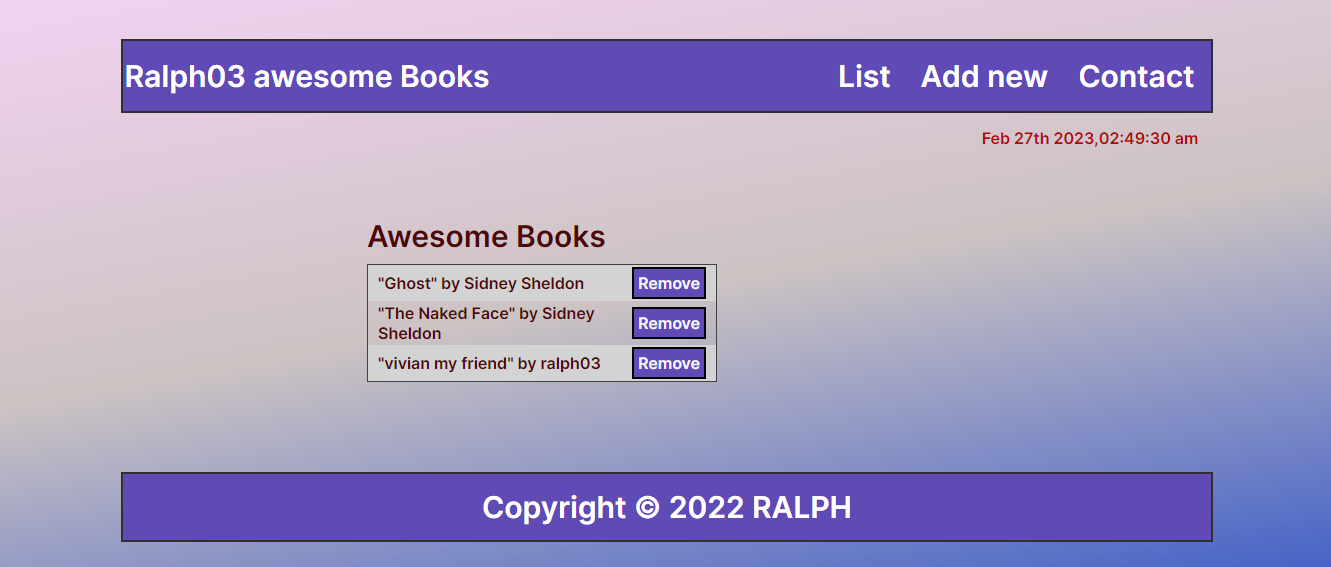 Ralph03 awesome Books
List
Add new
Contact
Feb 27th 2023,02:49:30 am
Awesome Books
"Ghost" by Sidney Sheldon
Remove
"The Naked Face" by Sidney
Sheldon
Remove
"vivian my friend" by ralph03
Remove
Copyright © 2022 RALPH